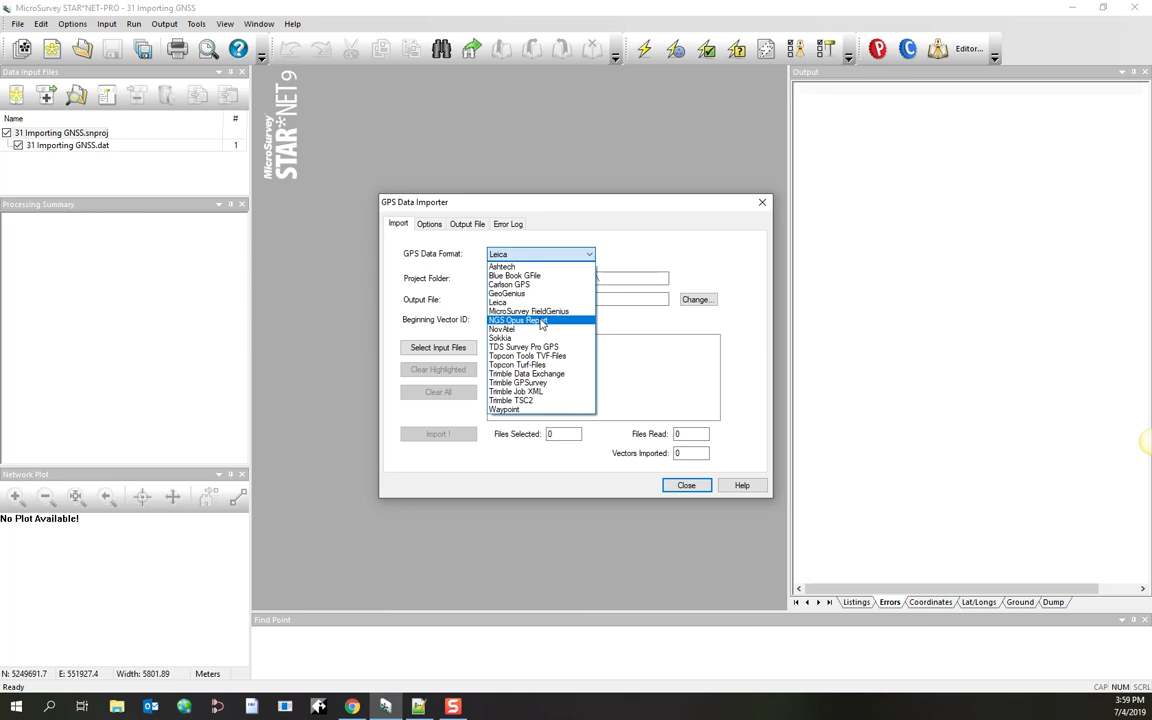 MicroSurvey STAR*NET-PRO - 31 Importing GNSS
File Edit Options Input Run Output Tools View Window Help
Editor...
Data Input Files
Name #
31 Importing GNSS.snproj
31 Importing GNSS.dat 1
Processing Summary
Network Plot
No Plot Available!
MicroSurvey STAR*NET 9
GPS Data Importer
Import Options Output File Error Log
GPS Data Format: Leica
Ashtech
Blue Book GFile
Carlson GPS
GeoGenius
Leica
MicroSurvey FieldGenius
NGS Opus Report
NovAtel
Sokkia
TDS Survey Pro GPS
Topcon Tools TVF-Files
Topcon Turf-Files
Trimble Data Exchange
Trimble GPSurvey
Trimble Job XML
Trimble TSC2
Waypoint
Project Folder: \
Output File: Change...
Beginning Vector ID:
Select Input Files
Clear Highlighted
Clear All
Import !
Files Selected: 0 Files Read: 0
Vectors Imported: 0
Close Help
Output
Listings Errors Coordinates Lat/Longs Ground Dump
Find Point
N: 5249691.7 E: 551927.4 Width: 5801.89 Meters
Ready CAP NUM SCRL
3:59 PM
7/4/2019